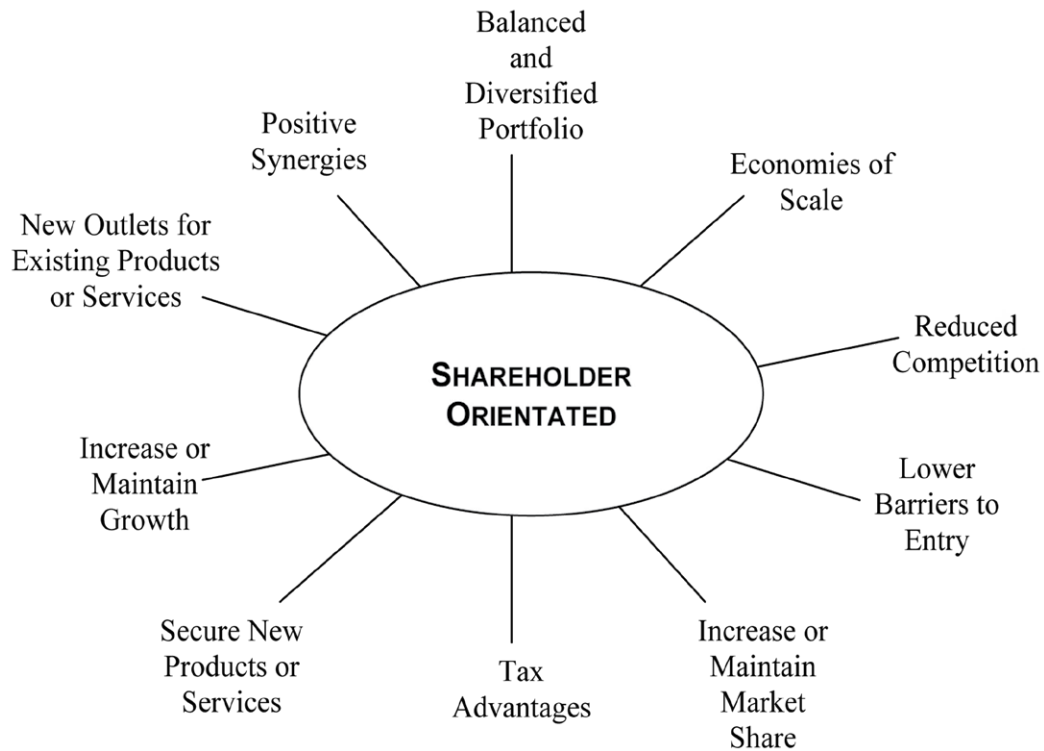 Balanced
and
Diversified
Portfolio
Positive
Synergies
Economies of
Scale
New Outlets for
Existing Products
or Services
Reduced
Competition
SHAREHOLDER
ORIENTATED
Increase or
Maintain
Growth
Lower
Barriers to
Entry
Secure New
Products or
Services
Tax
Advantages
Increase or
Maintain
Market
Share